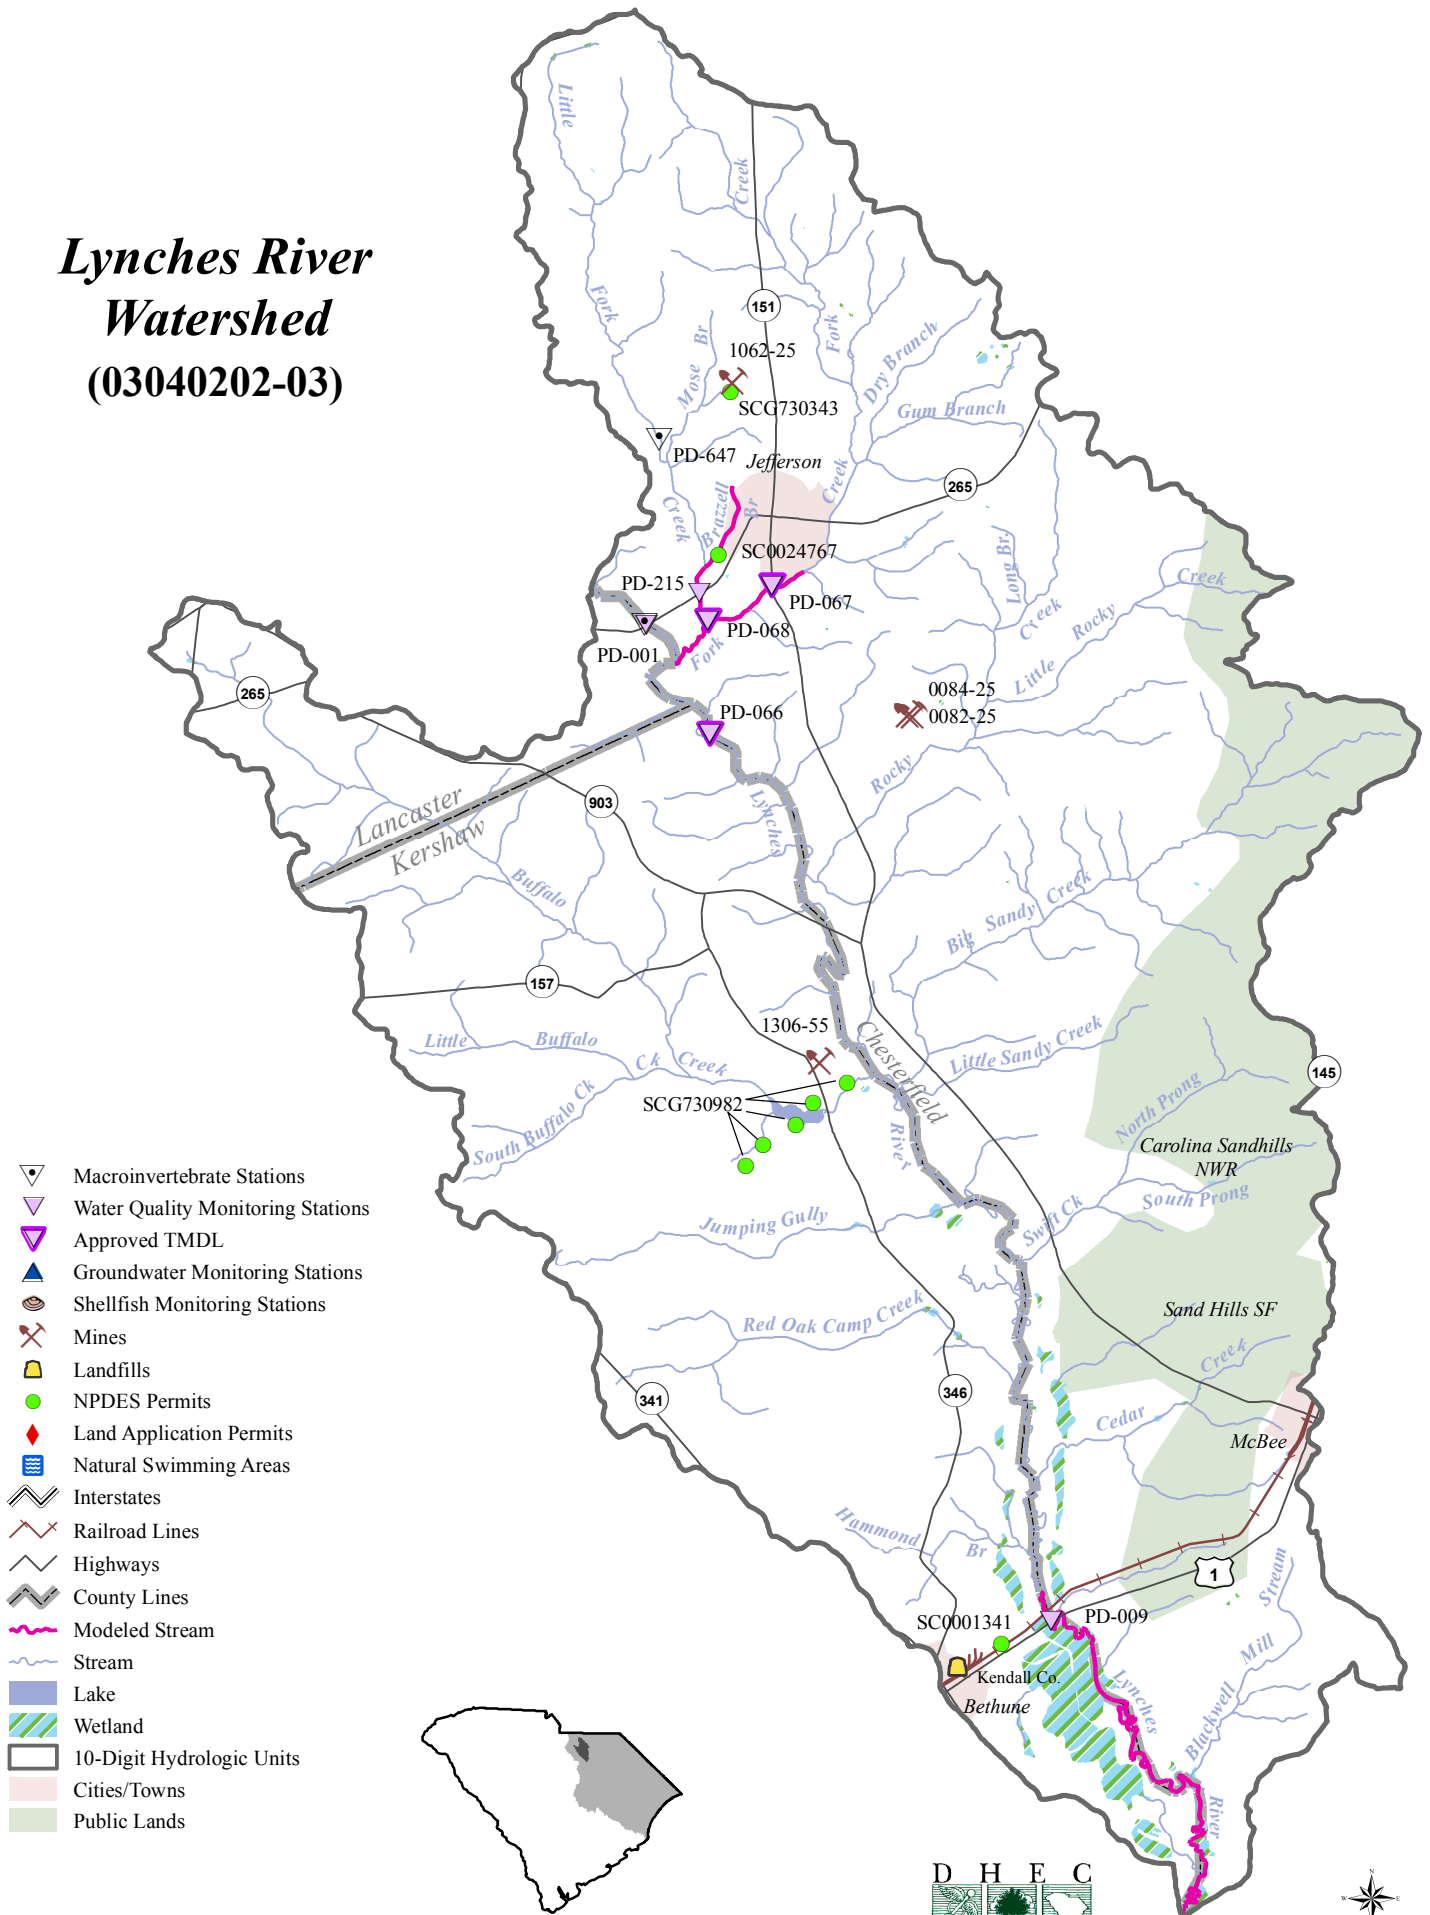 Lynches River
Watershed
(03040202-03)
Little
Creek
151
Fork
Fork
Mose Br
1062-25
SCG730343
Dry Branch
Gum Branch
PD-647
Jefferson
265
Creek
Creek
Brazzell
Br
SC0024767
Long Br.
Creek
PD-215
PD-067
Creek
Rocky
PD-068
PD-001
Fork
Little
265
0084-25
0082-25
PD-066
Rocky
903
Lancaster
Kershaw
Lynches
Buffalo
Big Sandy Creek
157
1306-55
Chesterfield
Little Buffalo Ck Creek
Little Sandy Creek
145
SCG730982
South Buffalo Ck
River
North Prong
Carolina Sandhills
NWR
South Prong
Swift Ck
Jumping Gully
Red Oak Camp Creek
Sand Hills SF
Creek
341
346
Cedar
McBee
Hammond
Br
1
Stream
SC0001341
PD-009
Mill
Kendall Co.
Bethune
Lynches
Blackwell
River
Macroinvertebrate Stations
Water Quality Monitoring Stations
Approved TMDL
Groundwater Monitoring Stations
Shellfish Monitoring Stations
Mines
Landfills
NPDES Permits
Land Application Permits
Natural Swimming Areas
Interstates
Railroad Lines
Highways
County Lines
Modeled Stream
Stream
Lake
Wetland
10-Digit Hydrologic Units
Cities/Towns
Public Lands
D H E C
N
W
E